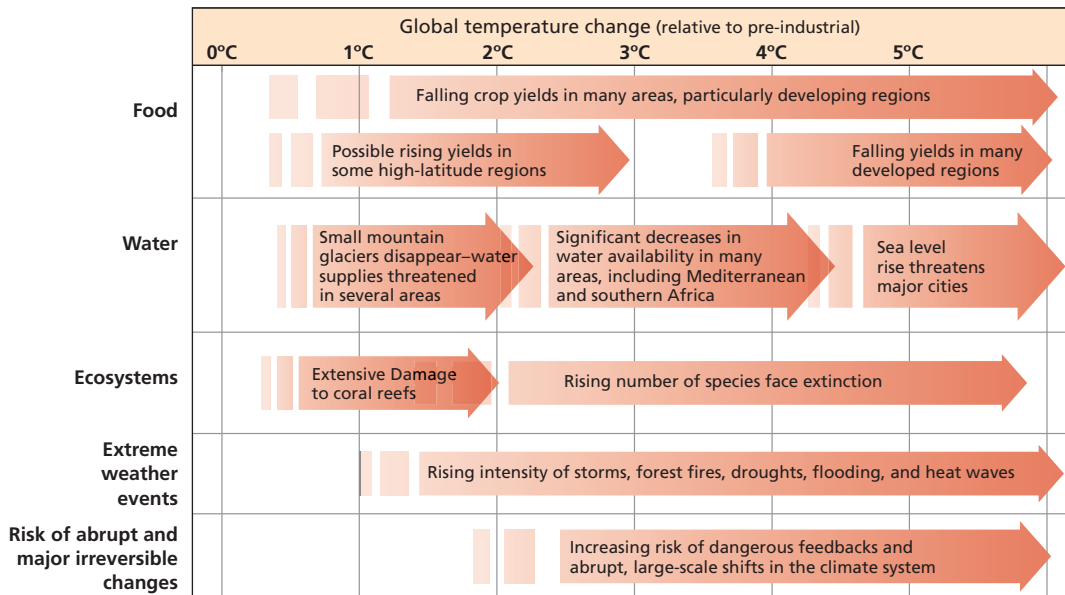 Global temperature change (relative to pre-industrial)
0°C 1°C 2°C 3°C 4°C 5°C
Food
Falling crop yields in many areas, particularly developing regions
Possible rising yields in
some high-latitude regions
Falling yields in many
developed regions
Water
Small mountain
glaciers disappear–water
supplies threatened
in several areas
Significant decreases in
water availability in many
areas, including Mediterranean
and southern Africa
Sea level
rise threatens
major cities
Ecosystems
Extensive Damage
to coral reefs
Rising number of species face extinction
Extreme
weather
events
Rising intensity of storms, forest fires, droughts, flooding, and heat waves
Risk of abrupt and
major irreversible
changes
Increasing risk of dangerous feedbacks and
abrupt, large-scale shifts in the climate system